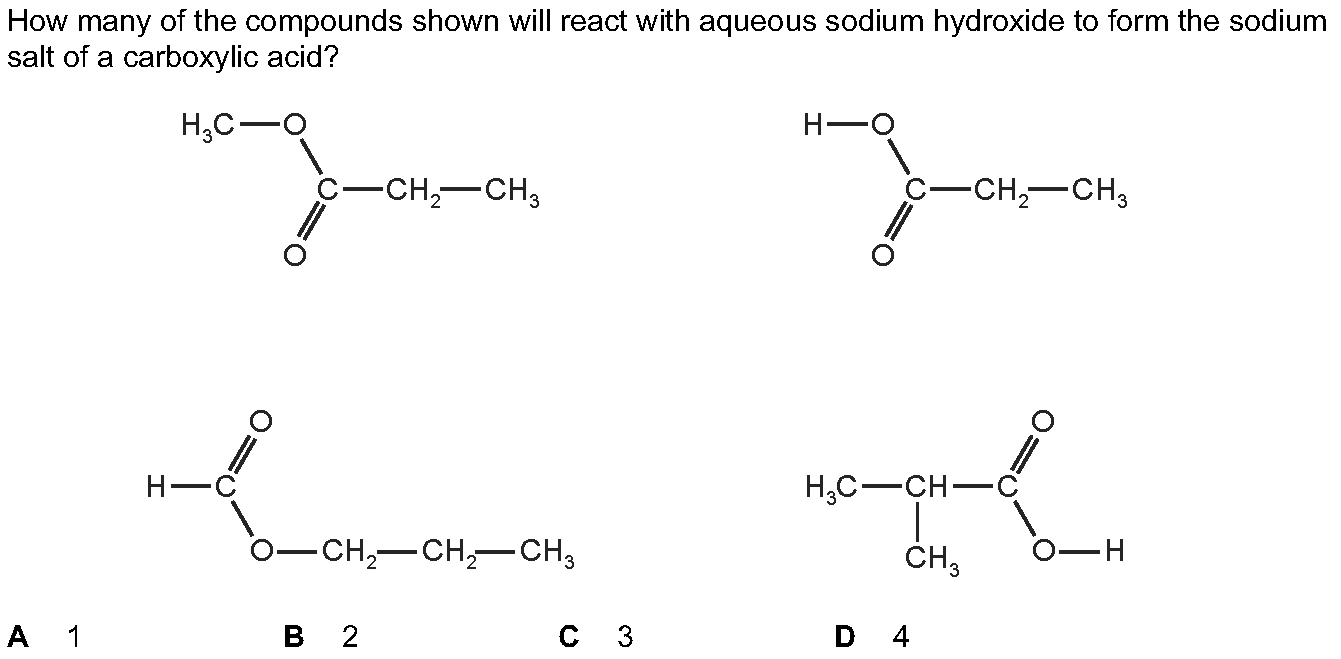 How many of the compounds shown will react with aqueous sodium hydroxide to form the sodium
salt of a carboxylic acid?
H₃C O H O
C CH₂ CH₃ C CH₂ CH₃
O O
O O
H C H₃C CH C
O CH₂ CH₂ CH₃ CH₃ O H
A 1 B 2 C 3 D 4